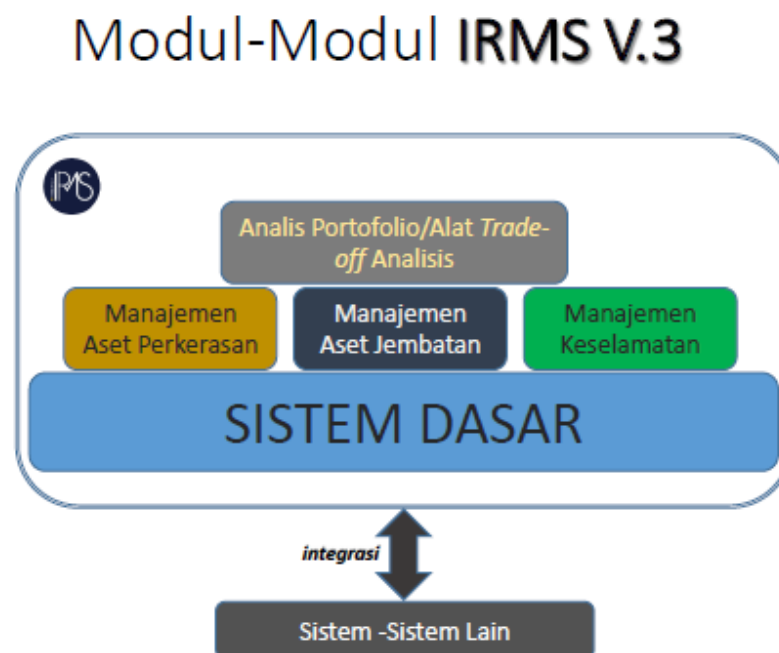 Modul-Modul IRMS V.3
IRMS
Analis Portofolio/Alat Trade-
off Analisis
Manajemen
Aset Perkerasan
Manajemen
Aset Jembatan
Manajemen
Keselamatan
SISTEM DASAR
integrasi
Sistem -Sistem Lain